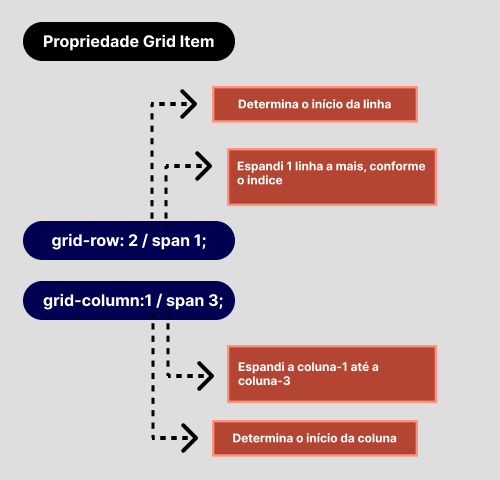 Propriedade Grid Item
Determina o início da linha
Espandi 1 linha a mais, conforme
o indice
grid-row: 2 / span 1;
grid-column:1 / span 3;
Espandi a coluna-1 até a
coluna-3
Determina o início da coluna